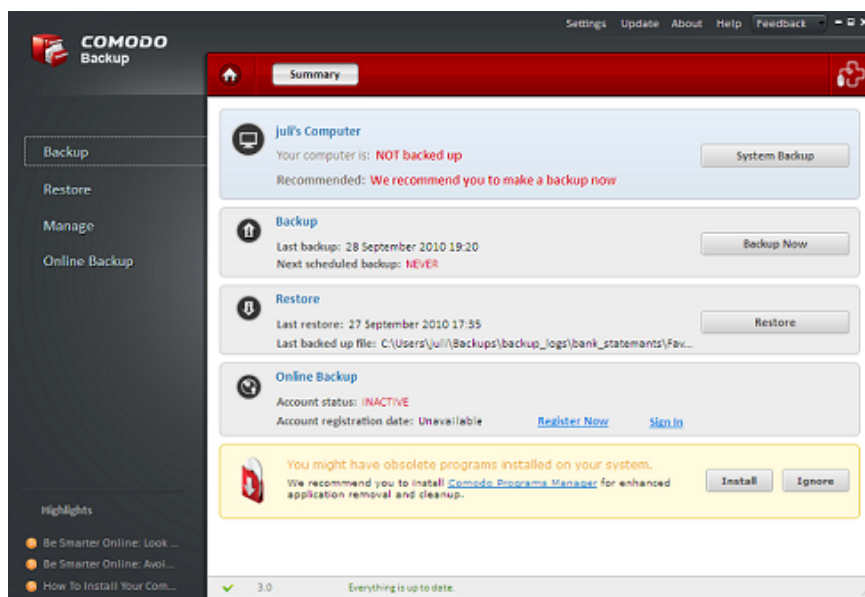 Settings Update About Help Feedback
COMODO
Backup
Summary
Backup
Restore
Manage
Online Backup
juli's Computer
Your computer is: NOT backed up
Recommended: We recommend you to make a backup now
System Backup
Backup
Last backup: 28 September 2010 19:20
Next scheduled backup: NEVER
Backup Now
Restore
Last restore: 27 September 2010 17:35
Last backed up file: C:\Users\juli\Backups\backup_logs\bank_statemants\Fav...
Restore
Online Backup
Account status: INACTIVE
Account registration date: Unavailable Register Now Sign In
You might have obsolete programs installed on your system.
We recommend you to install Comodo Programs Manager for enhanced
application removal and cleanup.
Install Ignore
Highlights
Be Smarter Online: Look ...
Be Smarter Online: Avoi...
How To Install Your Com...
3.0 Everything is up to date.